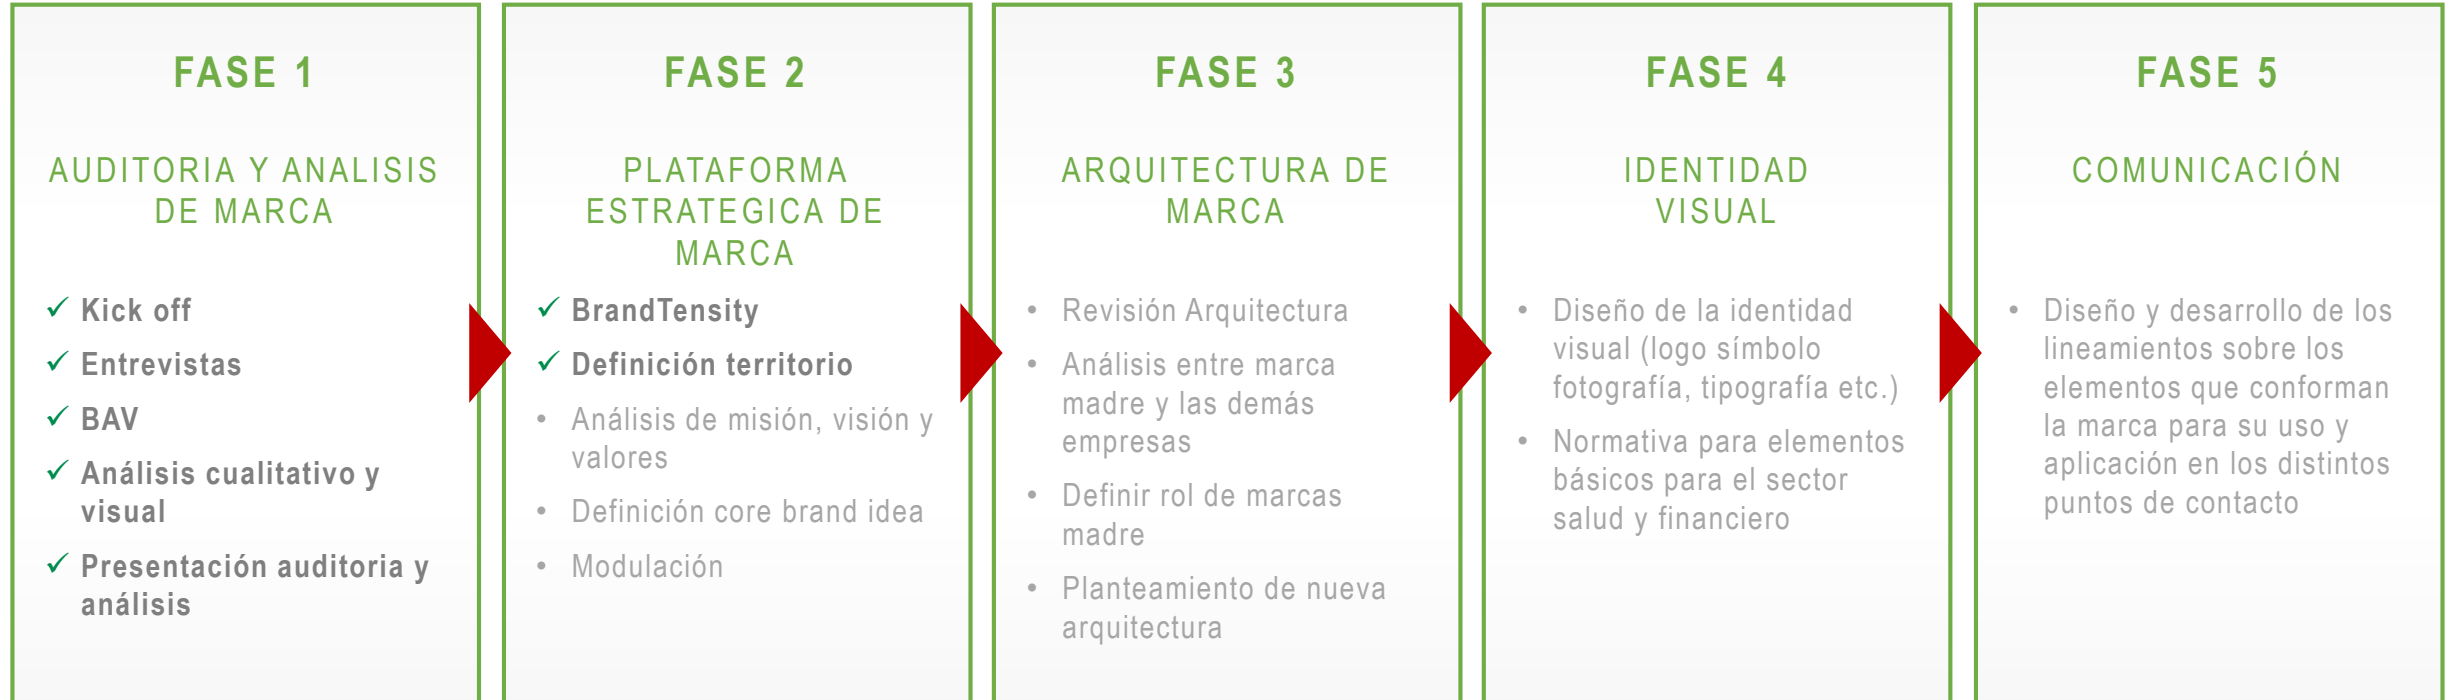 FASE 1
AUDITORIA Y ANALISIS
DE MARCA
✓ Kick off
✓ Entrevistas
✓ BAV
✓ Análisis cualitativo y
visual
✓ Presentación auditoria y
análisis
FASE 2
PLATAFORMA
ESTRATEGICA DE
MARCA
✓ BrandTensity
✓ Definición territorio
• Análisis de misión, visión y
valores
• Definición core brand idea
• Modulación
FASE 3
ARQUITECTURA DE
MARCA
• Revisión Arquitectura
• Análisis entre marca
madre y las demás
empresas
• Definir rol de marcas
madre
• Planteamiento de nueva
arquitectura
FASE 4
IDENTIDAD
VISUAL
• Diseño de la identidad
visual (logo símbolo
fotografía, tipografía etc.)
• Normativa para elementos
básicos para el sector
salud y financiero
FASE 5
COMUNICACIÓN
• Diseño y desarrollo de los
lineamientos sobre los
elementos que conforman
la marca para su uso y
aplicación en los distintos
puntos de contacto